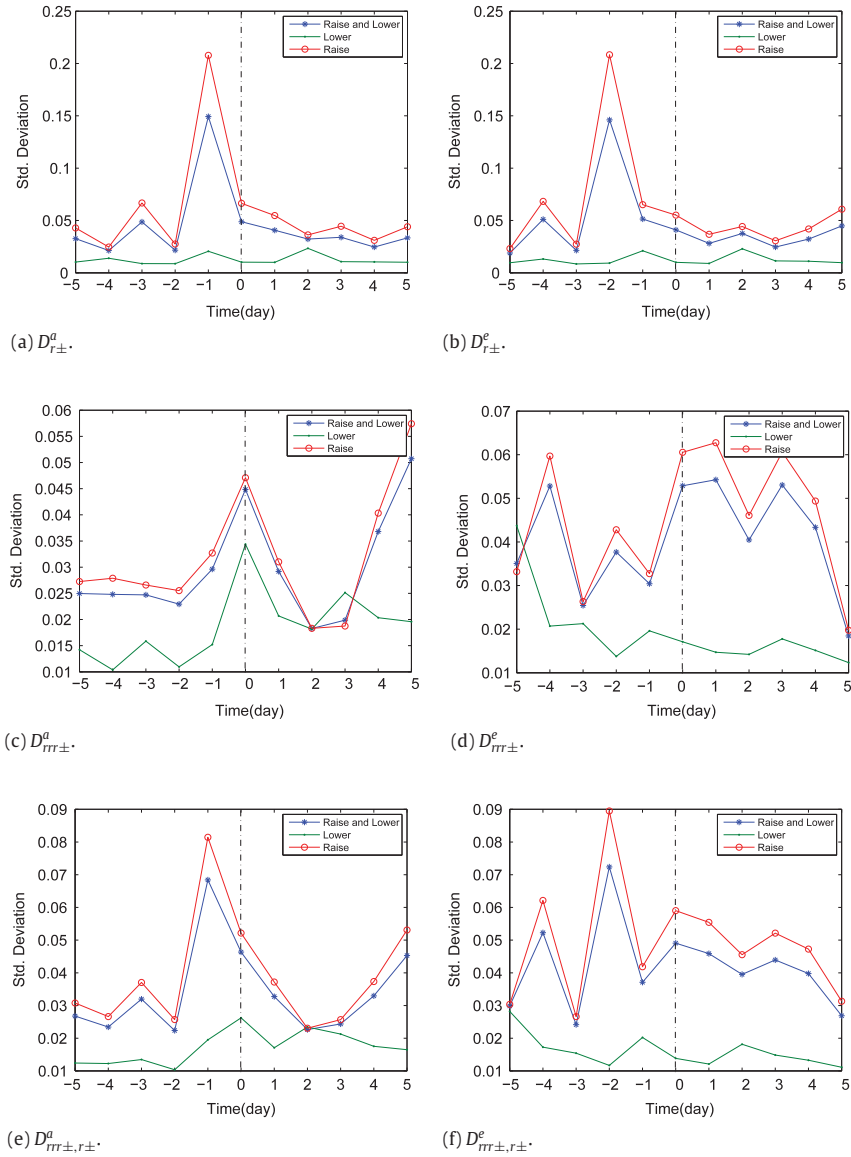 0.25
0.2
0.15
0.1
0.05
0
Std. Deviation
Raise and Lower
Lower
Raise
−5 −4 −3 −2 −1 0 1 2 3 4 5
Time(day)
(a) D^a_{r±}.
0.25
0.2
0.15
0.1
0.05
0
Std. Deviation
Raise and Lower
Lower
Raise
−5 −4 −3 −2 −1 0 1 2 3 4 5
Time(day)
(b) D^e_{r±}.
0.06
0.055
0.05
0.045
0.04
0.035
0.03
0.025
0.02
0.015
0.01
Std. Deviation
Raise and Lower
Lower
Raise
−5 −4 −3 −2 −1 0 1 2 3 4 5
Time(day)
(c) D^a_{rrr±}.
0.07
0.06
0.05
0.04
0.03
0.02
0.01
Std. Deviation
Raise and Lower
Lower
Raise
−5 −4 −3 −2 −1 0 1 2 3 4 5
Time(day)
(d) D^e_{rrr±}.
0.09
0.08
0.07
0.06
0.05
0.04
0.03
0.02
0.01
Std. Deviation
Raise and Lower
Lower
Raise
−5 −4 −3 −2 −1 0 1 2 3 4 5
Time(day)
(e) D^a_{rrr±,r±}.
0.09
0.08
0.07
0.06
0.05
0.04
0.03
0.02
0.01
Std. Deviation
Raise and Lower
Lower
Raise
−5 −4 −3 −2 −1 0 1 2 3 4 5
Time(day)
(f) D^e_{rrr±,r±}.